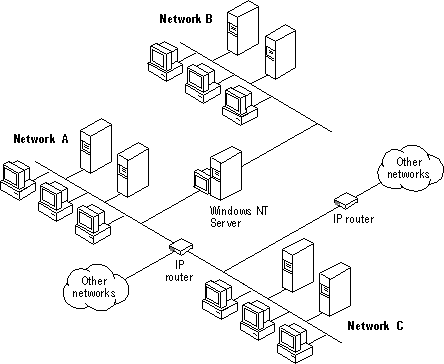 Network B
Network A
Other
networks
Windows NT
Server
IP router
IP
router
Other
networks
Network C